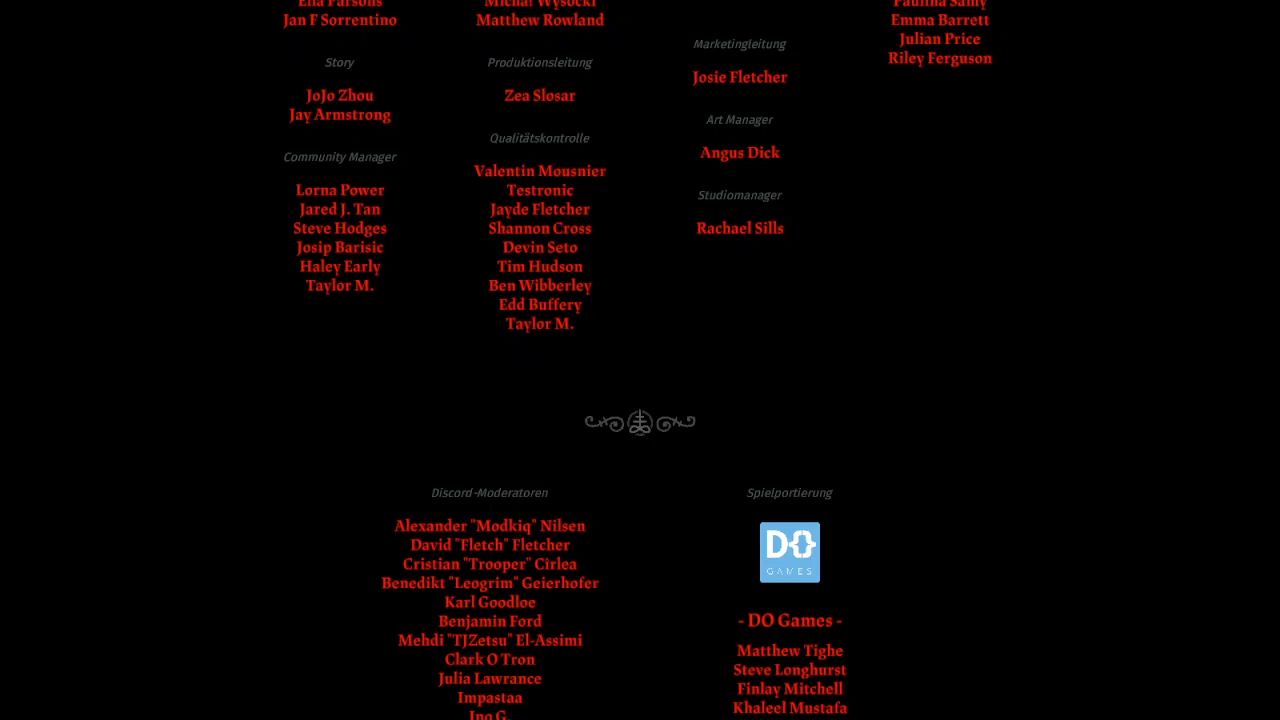 Ella Parsons
Jan F Sorrentino
Story
JoJo Zhou
Jay Armstrong
Community Manager
Lorna Power
Jared J. Tan
Steve Hodges
Josip Barisic
Haley Early
Taylor M.
Michał Wysocki
Matthew Rowland
Produktionsleitung
Zea Slosar
Qualitätskontrolle
Valentin Mousnier
Testronic
Jayde Fletcher
Shannon Cross
Devin Seto
Tim Hudson
Ben Wibberley
Edd Buffery
Taylor M.
Marketingleitung
Josie Fletcher
Art Manager
Angus Dick
Studiomanager
Rachael Sills
Emma Barrett
Julian Price
Riley Ferguson
Discord-Moderatoren
Alexander "Modkiq" Nilsen
David "Fletch" Fletcher
Cristian "Trooper" Cirlea
Benedikt "Leogrim" Geierhofer
Karl Goodloe
Benjamin Ford
Mehdi "TJZetsu" El-Assimi
Clark O Tron
Julia Lawrance
Impastaa
Spielportierung
DO
GAMES
- DO Games -
Matthew Tighe
Steve Longhurst
Finlay Mitchell
Khaleel Mustafa